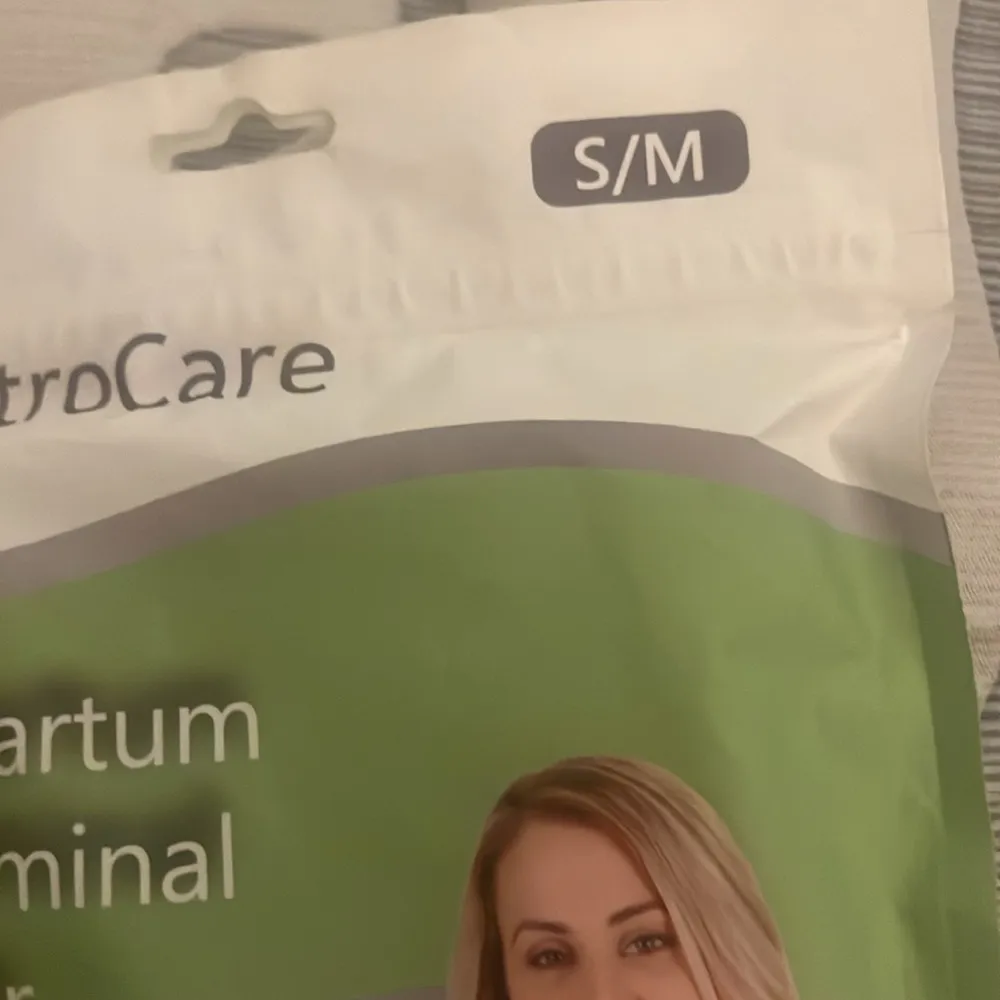 S/M
troCare
artum
minal
r